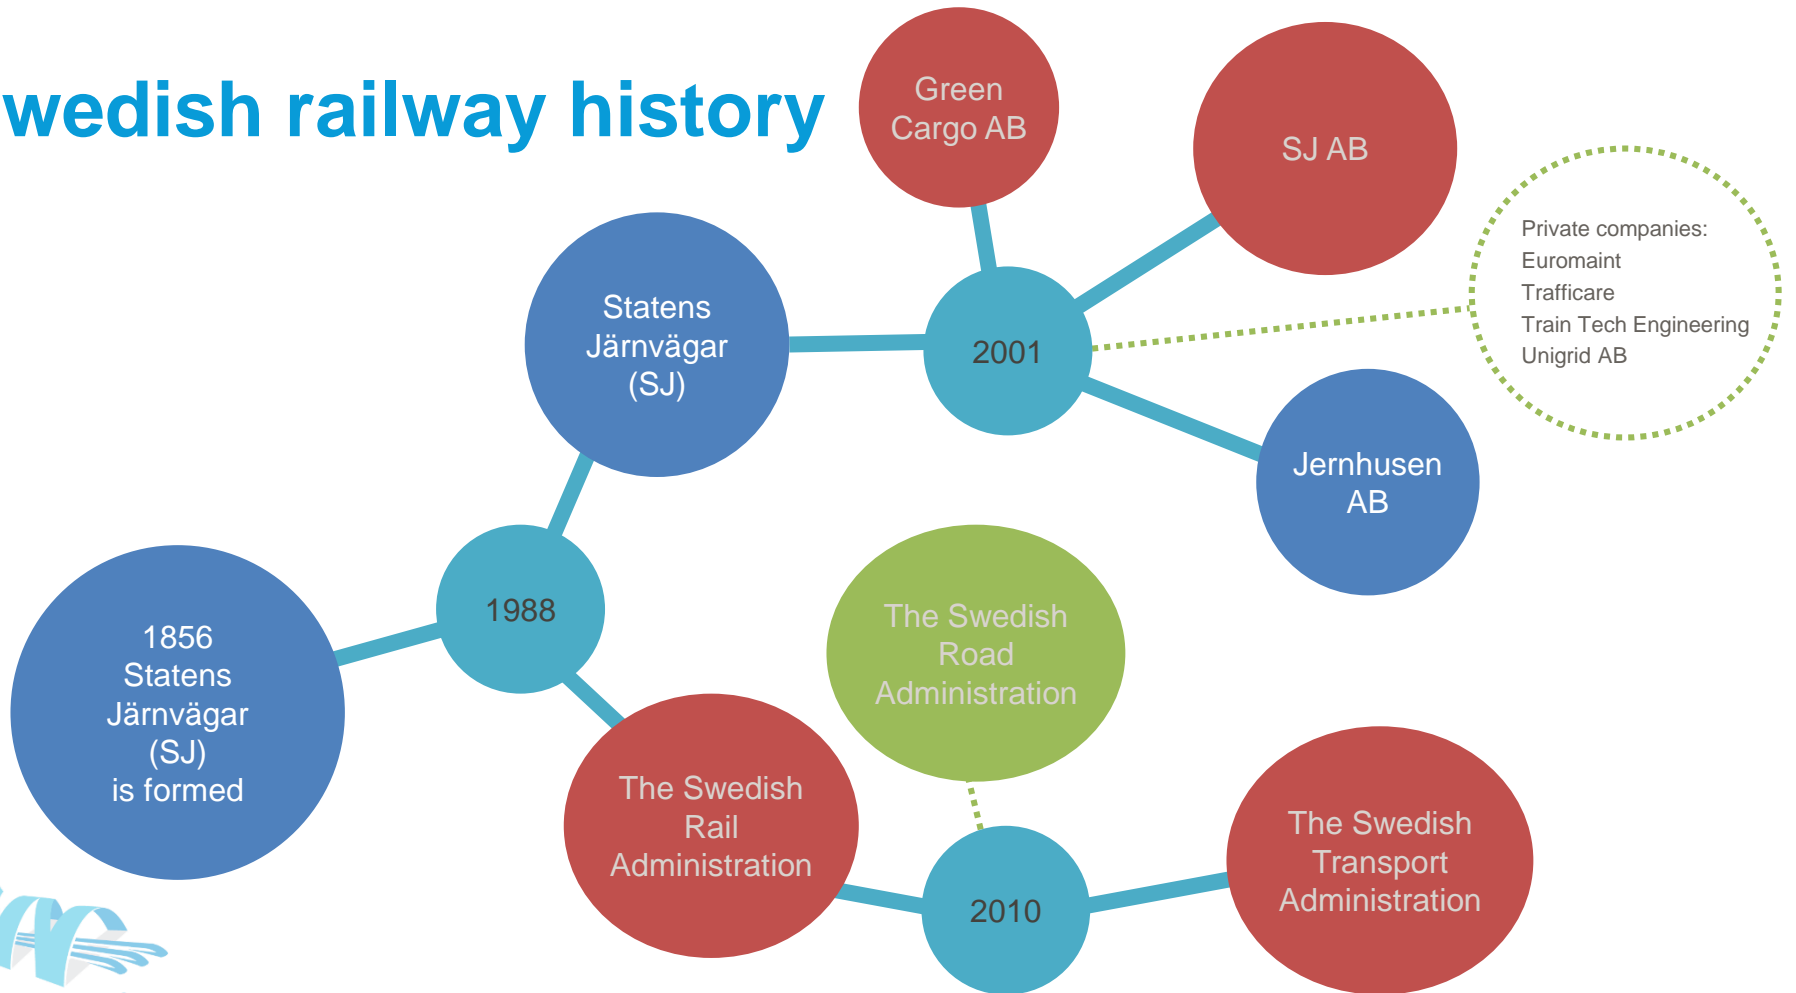 wedish railway history
Green
Cargo AB
SJ AB
Private companies:
Euromaint
Trafficare
Train Tech Engineering
Unigrid AB
Statens
Järnvägar
(SJ)
2001
Jernhusen
AB
1988
The Swedish
Road
Administration
1856
Statens
Järnvägar
(SJ)
is formed
The Swedish
Rail
Administration
2010
The Swedish
Transport
Administration